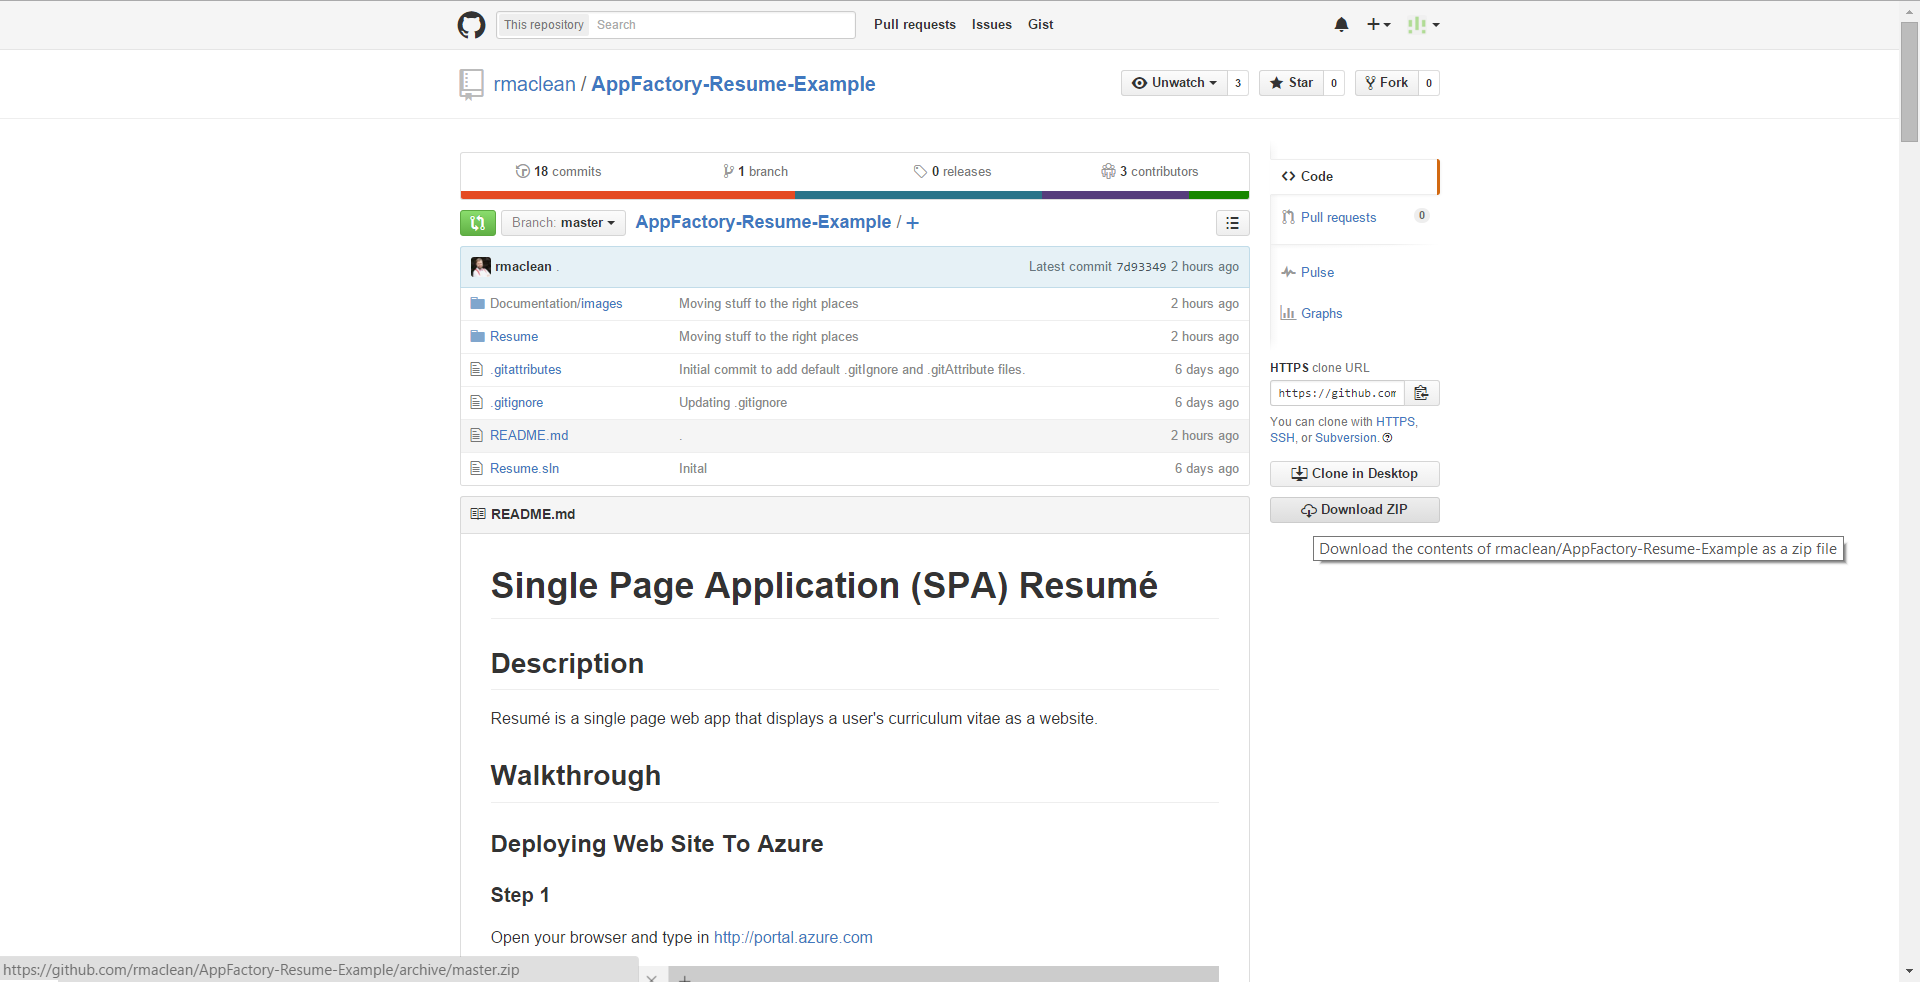 This repository Search Pull requests Issues Gist
rmaclean / AppFactory-Resume-Example Unwatch 3 Star 0 Fork 0
18 commits 1 branch 0 releases 3 contributors
Branch: master AppFactory-Resume-Example / +
rmaclean . Latest commit 7d93349 2 hours ago
Documentation/images Moving stuff to the right places 2 hours ago
Resume Moving stuff to the right places 2 hours ago
.gitattributes Initial commit to add default .gitIgnore and .gitAttribute files. 6 days ago
.gitignore Updating .gitignore 6 days ago
README.md . 2 hours ago
Resume.sln Inital 6 days ago
README.md
Single Page Application (SPA) Resumé
Description
Resumé is a single page web app that displays a user's curriculum vitae as a website.
Walkthrough
Deploying Web Site To Azure
Step 1
Open your browser and type in http://portal.azure.com
Code
Pull requests 0
Pulse
Graphs
HTTPS clone URL
https://github.com
You can clone with HTTPS,
SSH, or Subversion.
Clone in Desktop
Download ZIP
Download the contents of rmaclean/AppFactory-Resume-Example as a zip file
https://github.com/rmaclean/AppFactory-Resume-Example/archive/master.zip